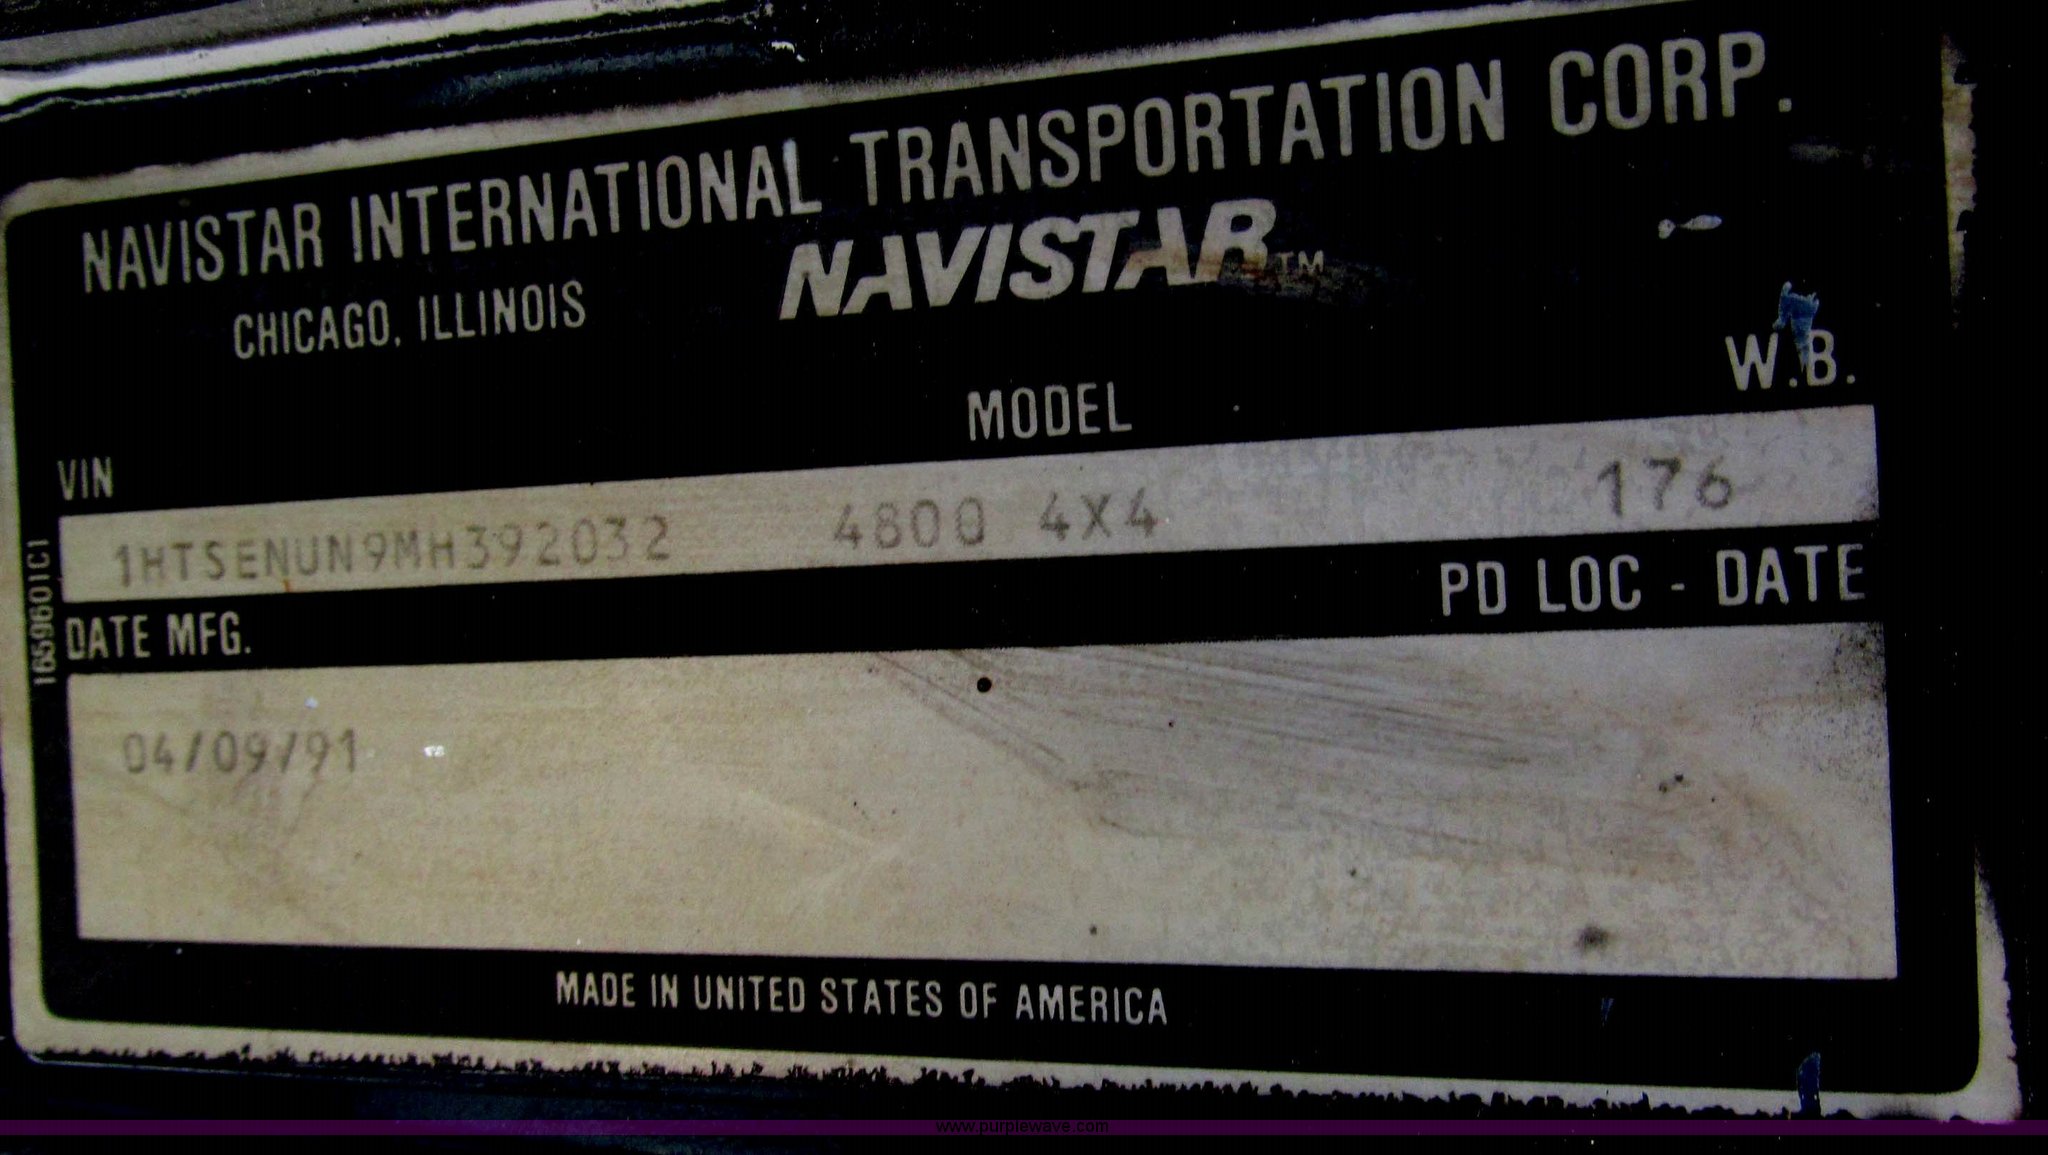 NAVISTAR INTERNATIONAL TRANSPORTATION CORP.
CHICAGO, ILLINOIS
NAVISTAR™
VIN
MODEL
W.B.
1HTSENUN9MH392032 4800 4X4 176
1659601C1
DATE MFG.
PD LOC - DATE
04/09/91
MADE IN UNITED STATES OF AMERICA
www.purplewave.com